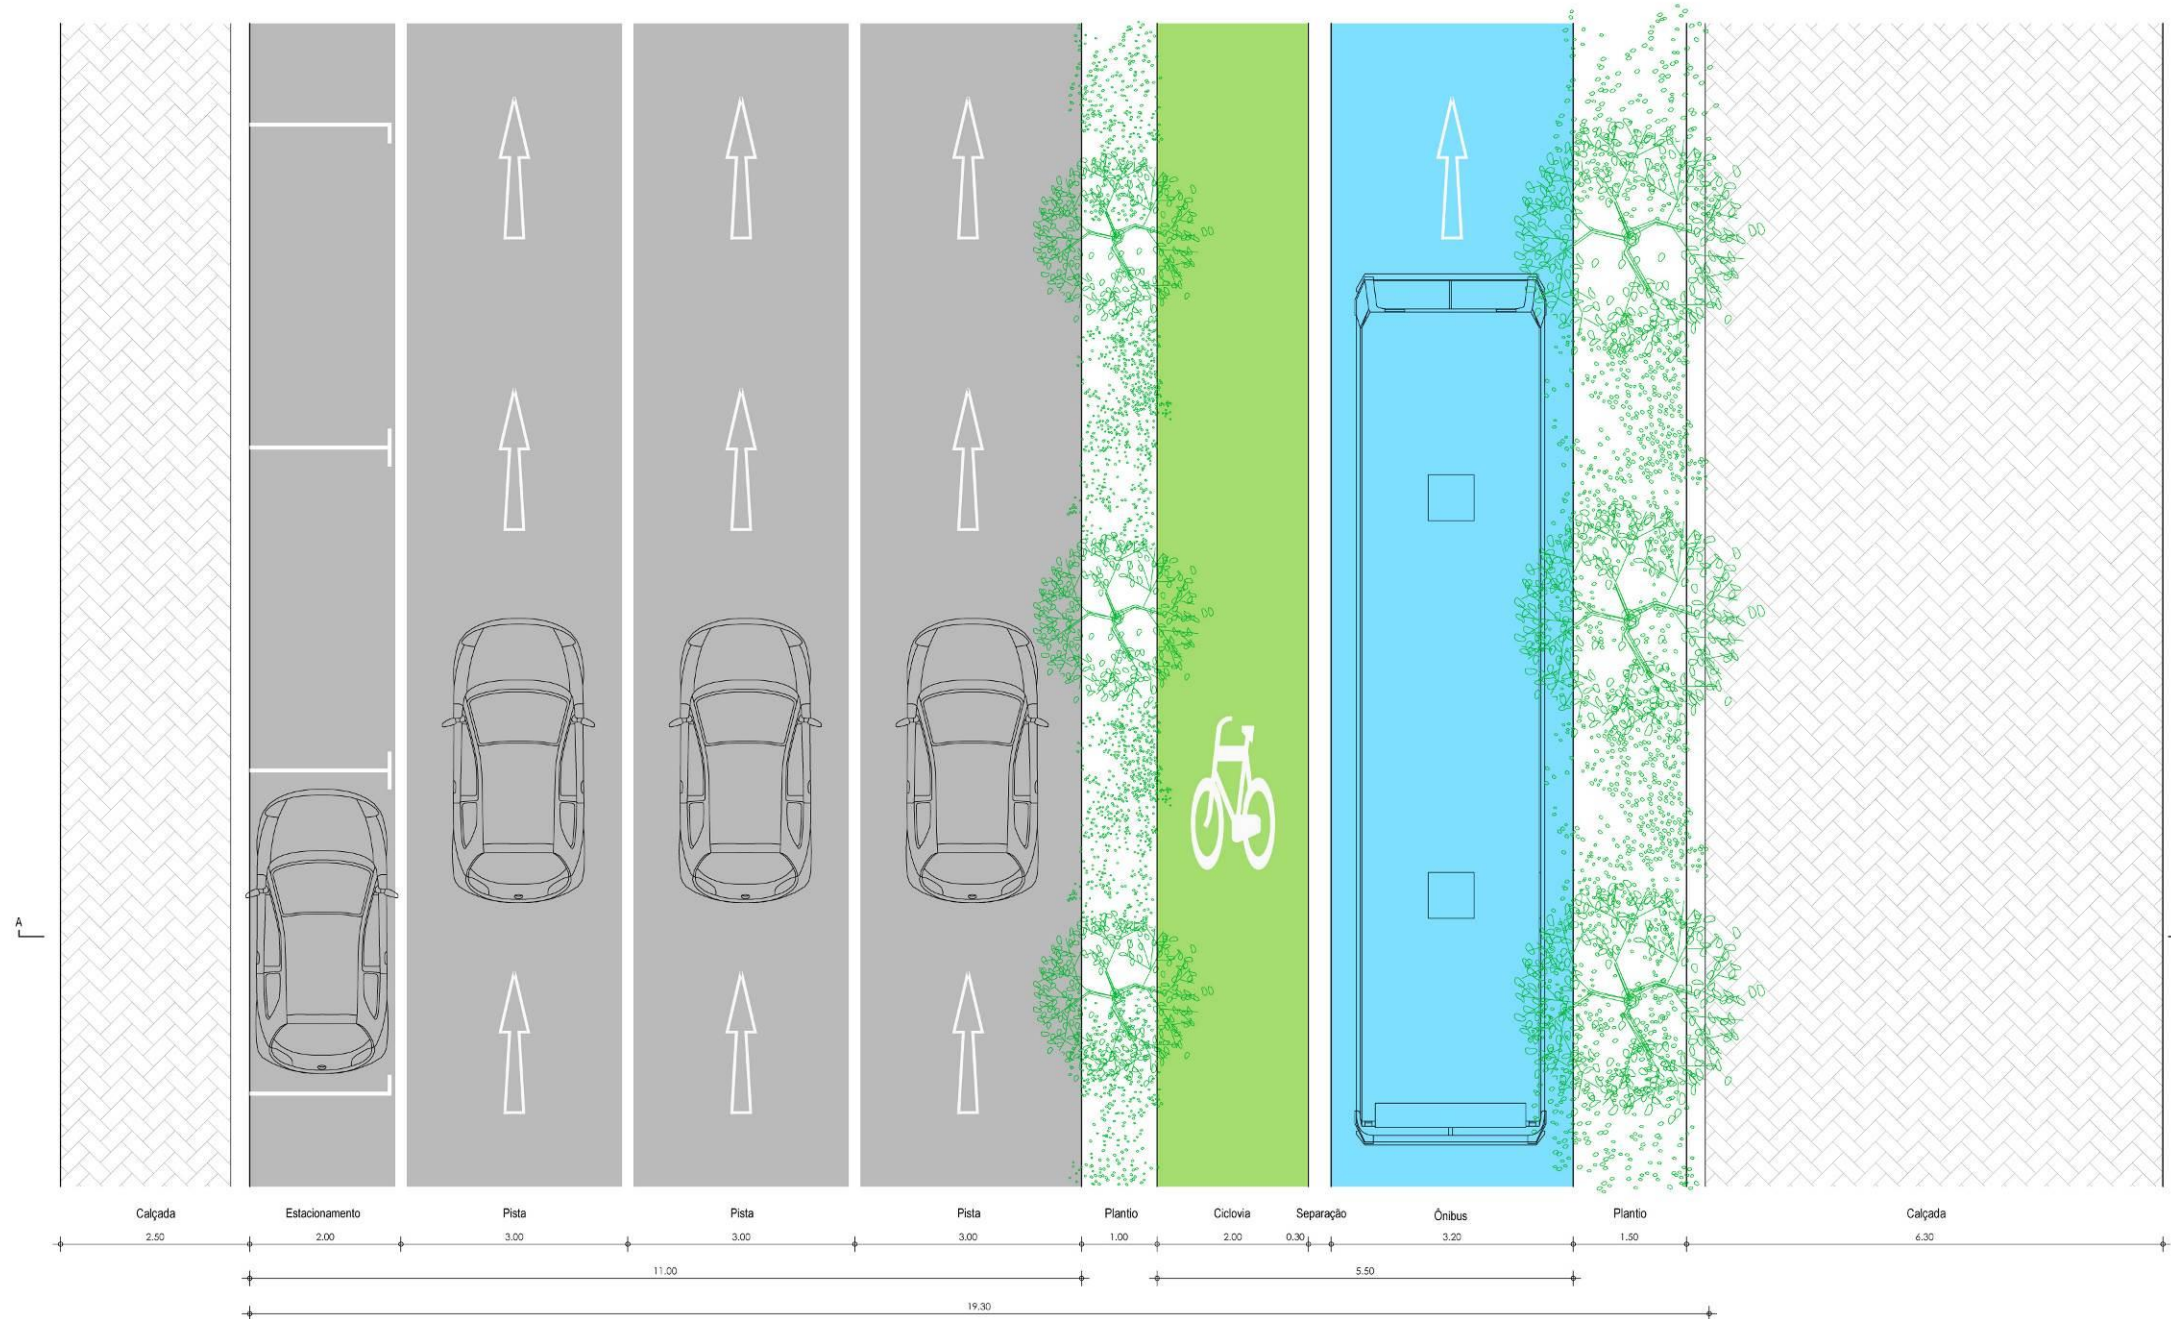 A
Calçada Estacionamento Pista Pista Pista Plantio Ciclovia Separação Ônibus Plantio Calçada
2.50 2.00 3.00 3.00 3.00 1.00 2.00 0.30 3.20 1.50 6.30
11.00 5.50
19.30